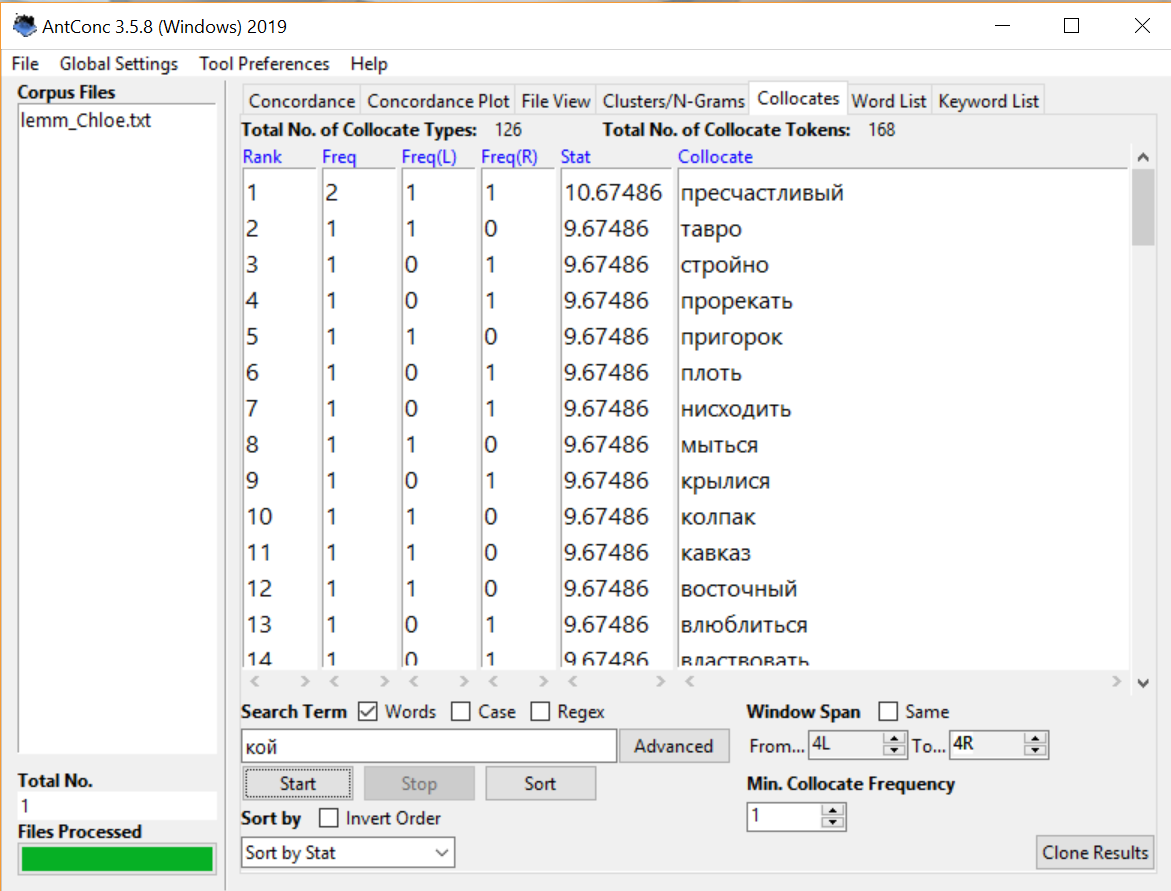 AntConc 3.5.8 (Windows) 2019
File Global Settings Tool Preferences Help
Corpus Files
lemm_Chloe.txt
Concordance Concordance Plot File View Clusters/N-Grams Collocates Word List Keyword List
Total No. of Collocate Types: 126 Total No. of Collocate Tokens: 168
Rank Freq Freq(L) Freq(R) Stat Collocate
1 2 1 1 10.67486 пресчастливый
2 1 1 0 9.67486 тавро
3 1 0 1 9.67486 стройно
4 1 0 1 9.67486 прорекать
5 1 1 0 9.67486 пригорок
6 1 0 1 9.67486 плоть
7 1 0 1 9.67486 нисходить
8 1 1 0 9.67486 мыться
9 1 0 1 9.67486 крылися
10 1 1 0 9.67486 колпак
11 1 1 0 9.67486 кавказ
12 1 1 0 9.67486 восточный
13 1 0 1 9.67486 влюблиться
14 1 0 1 9.67486 властвовать
Search Term Words Case Regex Window Span Same
кой Advanced From... 4L To... 4R
Start Stop Sort Min. Collocate Frequency
Sort by Invert Order 1
Sort by Stat Clone Results
Total No.
1
Files Processed